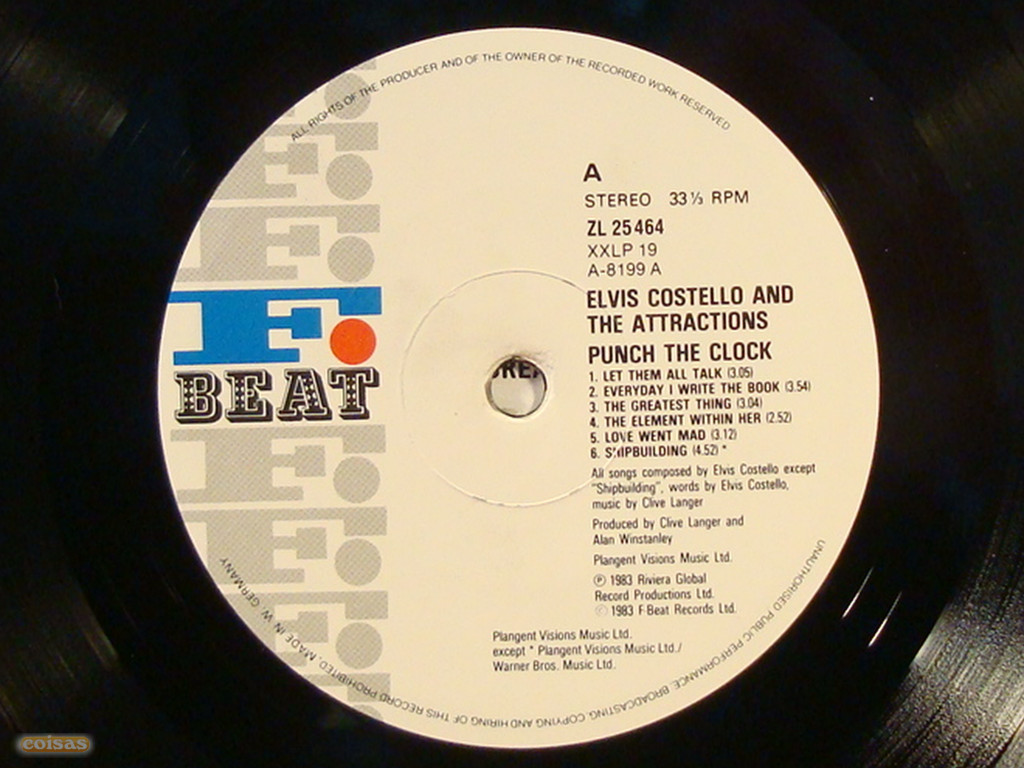 ALL RIGHTS OF THE PRODUCER AND OF THE OWNER OF THE RECORDED WORK RESERVED
F.
BEAT
A
STEREO 33⅓ RPM
ZL 25464
XXLP 19
A-8199 A
ELVIS COSTELLO AND
THE ATTRACTIONS
PUNCH THE CLOCK
1. LET THEM ALL TALK (3.05)
2. EVERYDAY I WRITE THE BOOK (3.54)
3. THE GREATEST THING (3.04)
4. THE ELEMENT WITHIN HER (2.52)
5. LOVE WENT MAD (3.12)
6. SHIPBUILDING (4.52) *
All songs composed by Elvis Costello except
"Shipbuilding", words by Elvis Costello,
music by Clive Langer
Produced by Clive Langer and
Alan Winstanley
Plangent Visions Music Ltd.
℗ 1983 Riviera Global
Record Productions Ltd.
© 1983 F-Beat Records Ltd.
Plangent Visions Music Ltd.
except * Plangent Visions Music Ltd./
Warner Bros. Music Ltd.
UNAUTHORISED PUBLIC PERFORMANCE, BROADCASTING, COPYING AND HIRING OF THIS RECORD PROHIBITED. MADE IN W. GERMANY
coisas